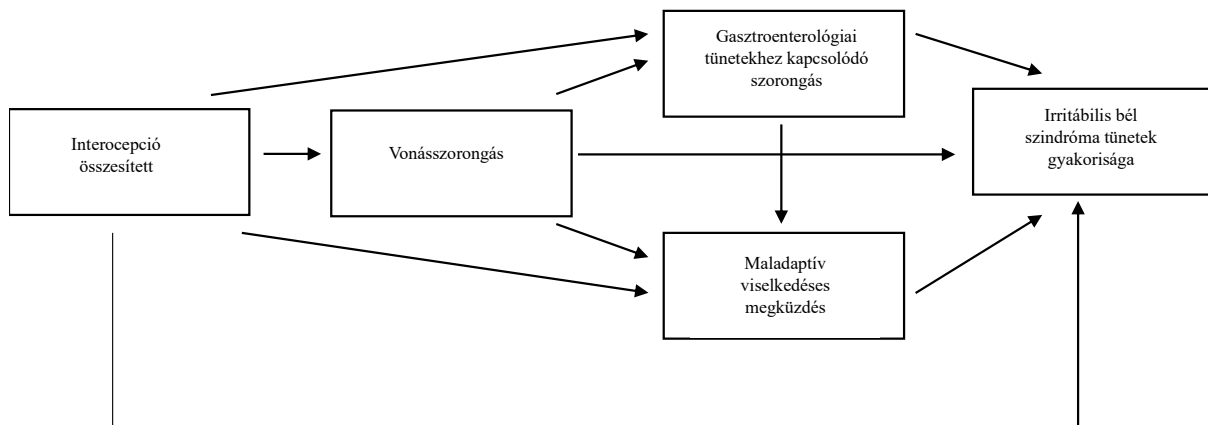 Gasztroenterológiai
tünetekhez kapcsolódó
szorongás
Interocepció
összesített
Vonásszorongás
Irritábilis bél
szindróma tünetek
gyakorisága
Maladaptív
viselkedéses
megküzdés